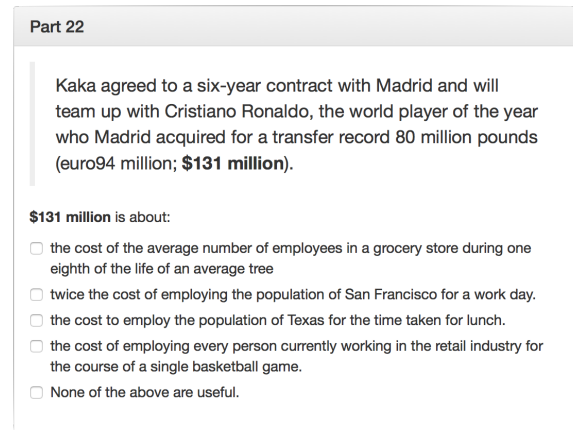 Part 22
Kaka agreed to a six-year contract with Madrid and will
team up with Cristiano Ronaldo, the world player of the year
who Madrid acquired for a transfer record 80 million pounds
(euro94 million; $131 million).
$131 million is about:
the cost of the average number of employees in a grocery store during one
eighth of the life of an average tree
twice the cost of employing the population of San Francisco for a work day.
the cost to employ the population of Texas for the time taken for lunch.
the cost of employing every person currently working in the retail industry for
the course of a single basketball game.
None of the above are useful.